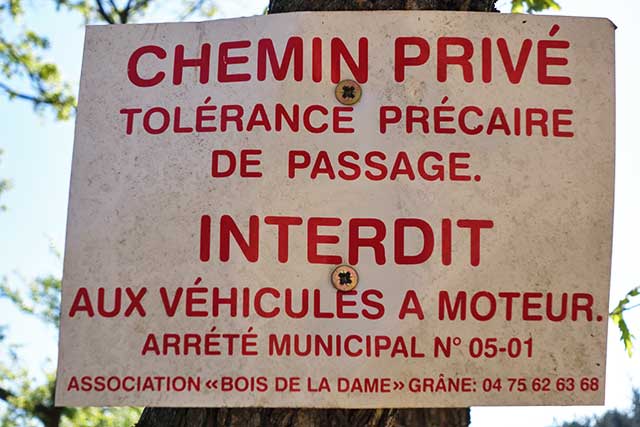 CHEMIN PRIVÉ
TOLÉRANCE PRÉCAIRE
DE PASSAGE.
INTERDIT
AUX VÉHICULES A MOTEUR.
ARRÉTÉ MUNICIPAL N° 05-01
ASSOCIATION «BOIS DE LA DAME» GRÂNE: 04 75 62 63 68